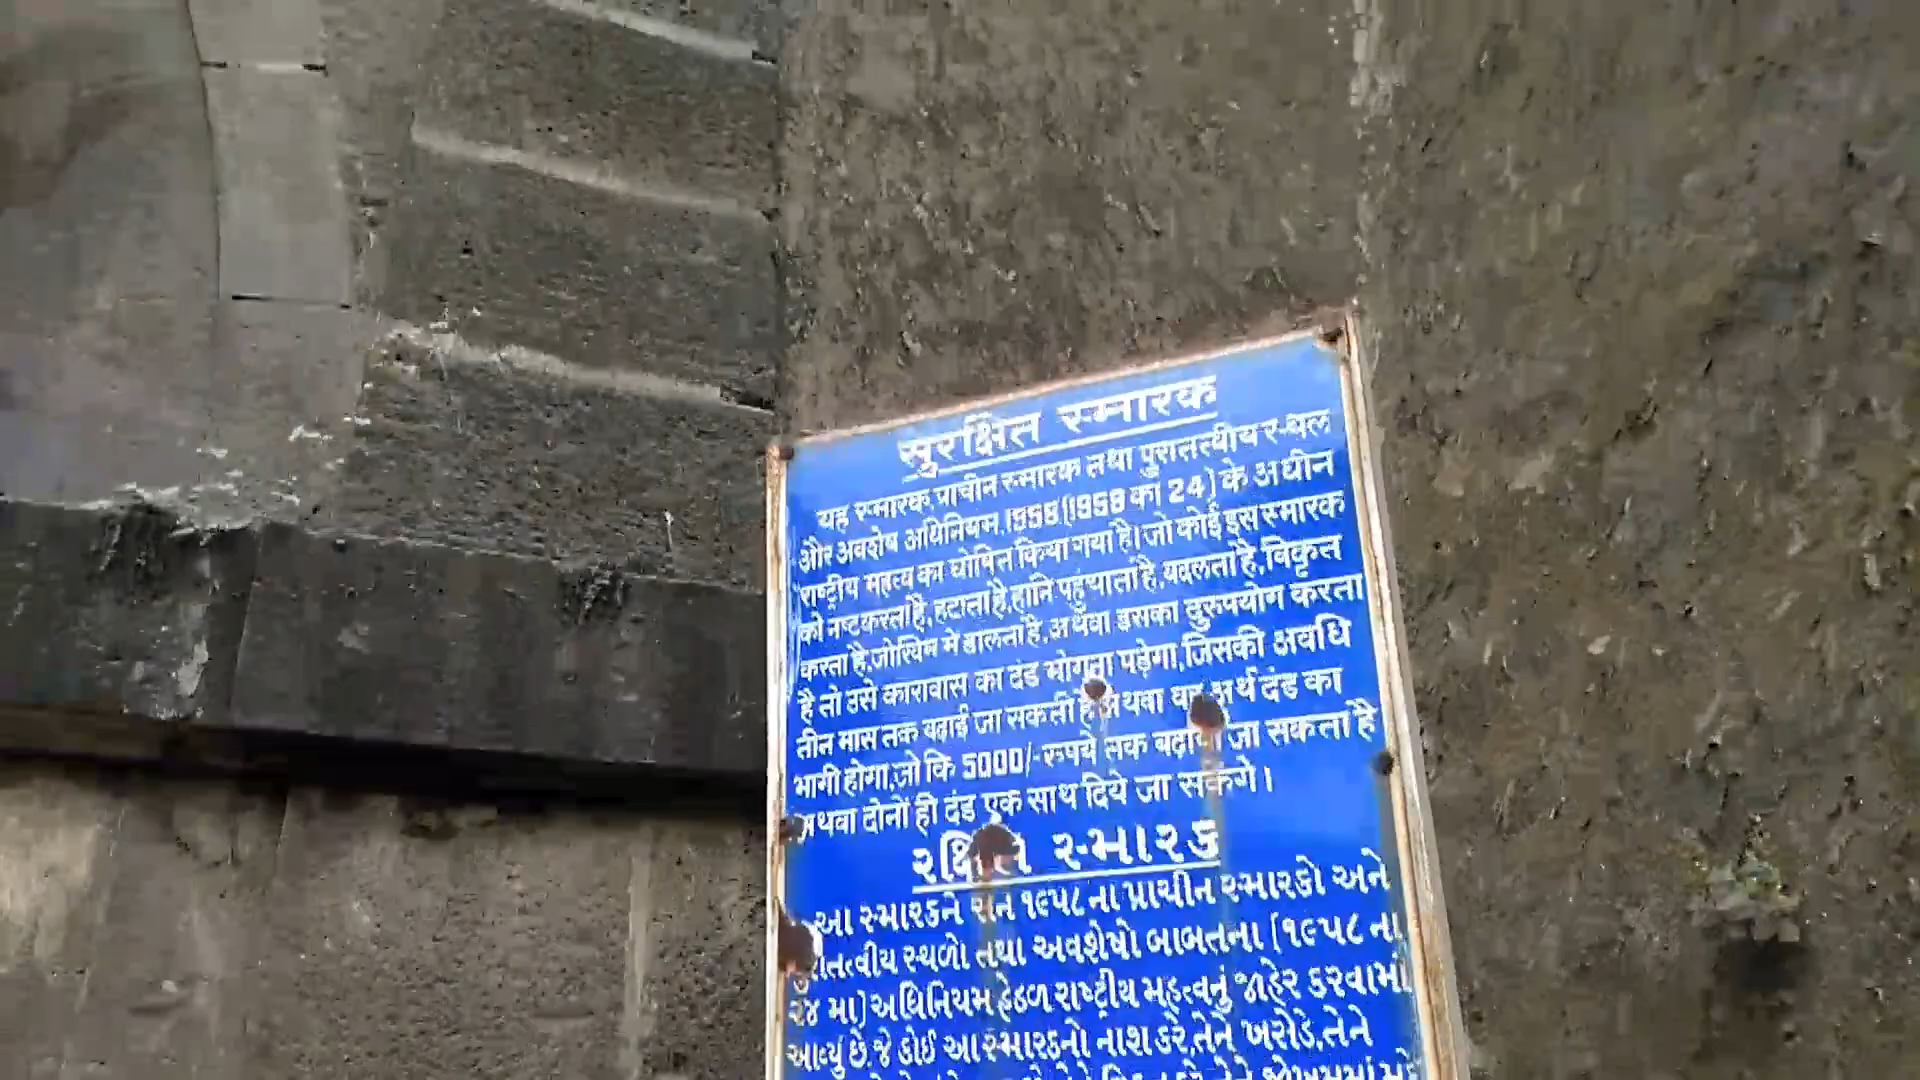 सुरक्षित स्मारक
यह स्मारक प्राचीन स्मारक तथा पुरातत्वीय स्थल
और अवशेष अधिनियम, 1958 (1958 का 24) के अधीन
राष्ट्रीय महत्व का घोषित किया गया है। जो कोई इस स्मारक
को नष्ट करता है, हटाता है, हानि पहुंचाता है, बदलता है, विकृत
करता है, जोखिम मे डालता है, अथवा इसका दुरुपयोग करता
है तो उसे कारावास का दंड भोगना पड़ेगा, जिसकी अवधि
तीन मास तक बढ़ाई जा सकती है अथवा वह अर्थ दंड का
भागी होगा, जो कि 5000/- रुपये तक बढ़ाया जा सकता है
अथवा दोनों ही दंड एक साथ दिये जा सकेगे।
રક્ષિત સ્મારક
આ સ્મારકને સન ૧૯૫૮ ના પ્રાચીન સ્મારકો અને
પુરાતત્વીય સ્થળો તથા અવશેષો બાબતના (૧૯૫૮ ના
૨૪ મા) અધિનિયમ હેઠળ રાષ્ટ્રીય મહત્વનું જાહેર કરવામાં
આવ્યું છે. જે કોઈ આ સ્મારકનો નાશ કરે, તેને ખસેડે, તેને